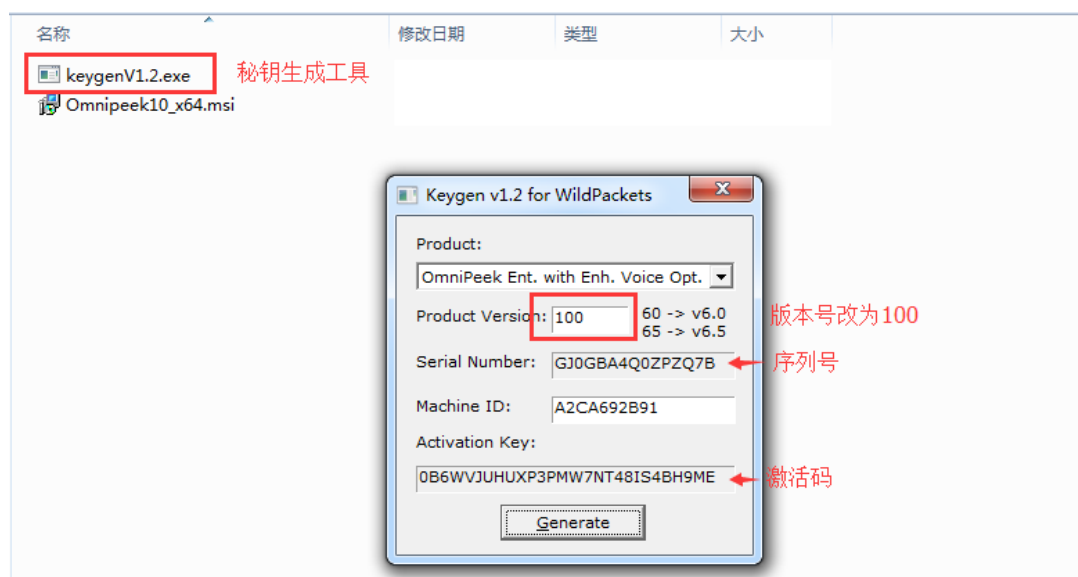 名称 修改日期 类型 大小
keygenV1.2.exe 秘钥生成工具
Omnipeek10_x64.msi
Keygen v1.2 for WildPackets
Product:
OmniPeek Ent. with Enh. Voice Opt.
Product Version: 100 60 -> v6.0 版本号改为100
65 -> v6.5
Serial Number: GJ0GBA4Q0ZPZQ7B 序列号
Machine ID: A2CA692B91
Activation Key:
0B6WVJUHUXP3PMW7NT48IS4BH9ME 激活码
Generate